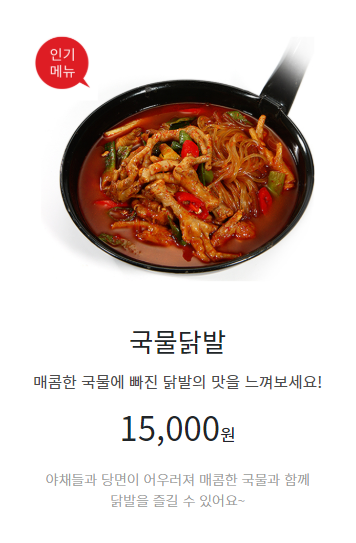 인기
메뉴
국물닭발
매콤한 국물에 빠진 닭발의 맛을 느껴보세요!
15,000원
야채들과 당면이 어우러져 매콤한 국물과 함께
닭발을 즐길 수 있어요~